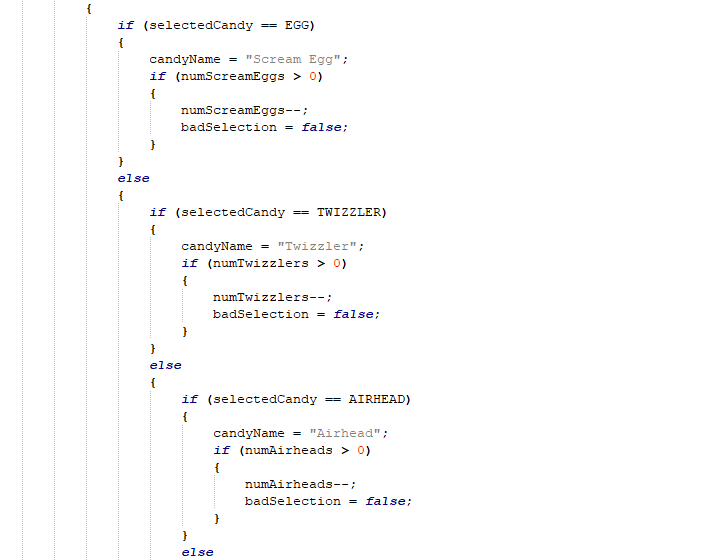 {
if (selectedCandy == EGG)
{
candyName = "Scream Egg";
if (numScreamEggs > 0)
{
numScreamEggs--;
badSelection = false;
}
}
else
{
if (selectedCandy == TWIZZLER)
{
candyName = "Twizzler";
if (numTwizzlers > 0)
{
numTwizzlers--;
badSelection = false;
}
}
else
{
if (selectedCandy == AIRHEAD)
{
candyName = "Airhead";
if (numAirheads > 0)
{
numAirheads--;
badSelection = false;
}
}
else